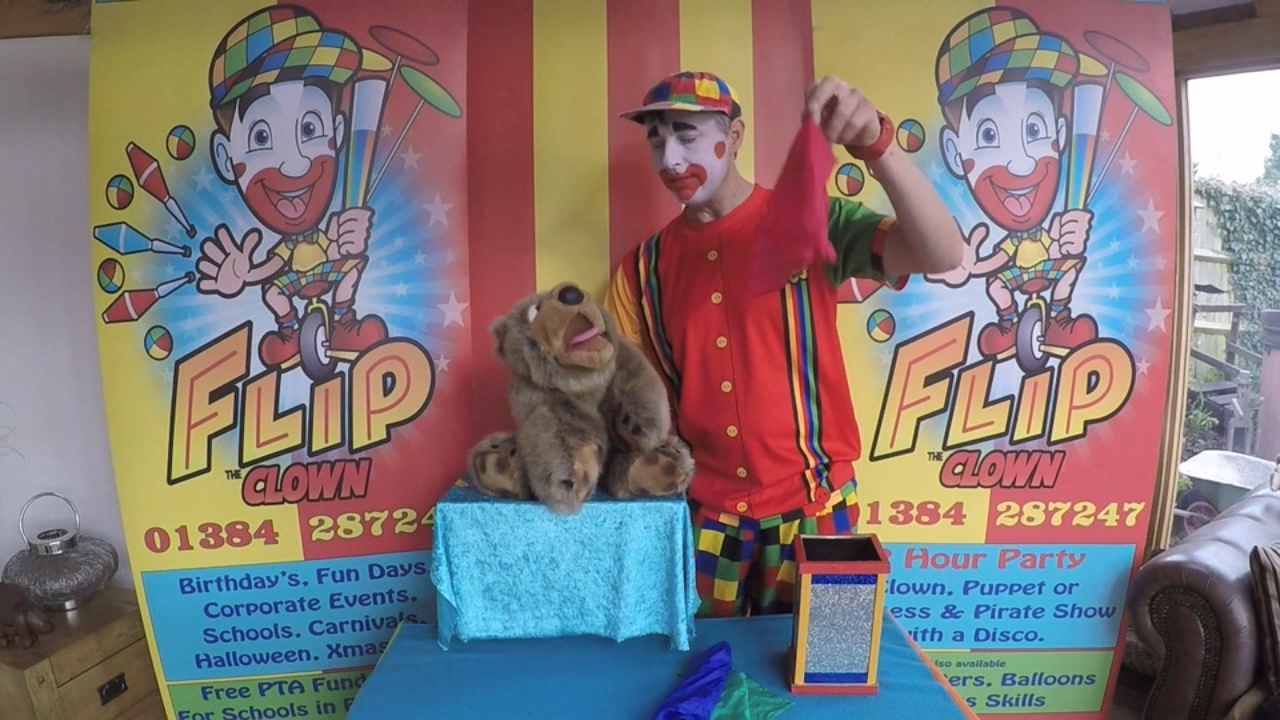 FLIP
THE CLOWN
01384 28724
Birthday's, Fun Days,
Corporate Events,
Schools, Carnivals,
Halloween, Xmas
Free PTA Fund
For Schools in
FLIP
THE CLOWN
1384 287247
Hour Party
Clown, Puppet or
ess & Pirate Show
with a Disco.
also available
ers, Balloons
s Skills